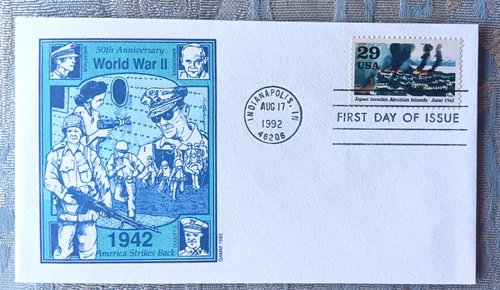 50th Anniversary
World War II
1942
America Strikes Back
GAMM 1992
INDIANAPOLIS, IN
AUG 17
1992
46206
29
USA
Japan invades Aleutian Islands June 1942
FIRST DAY OF ISSUE